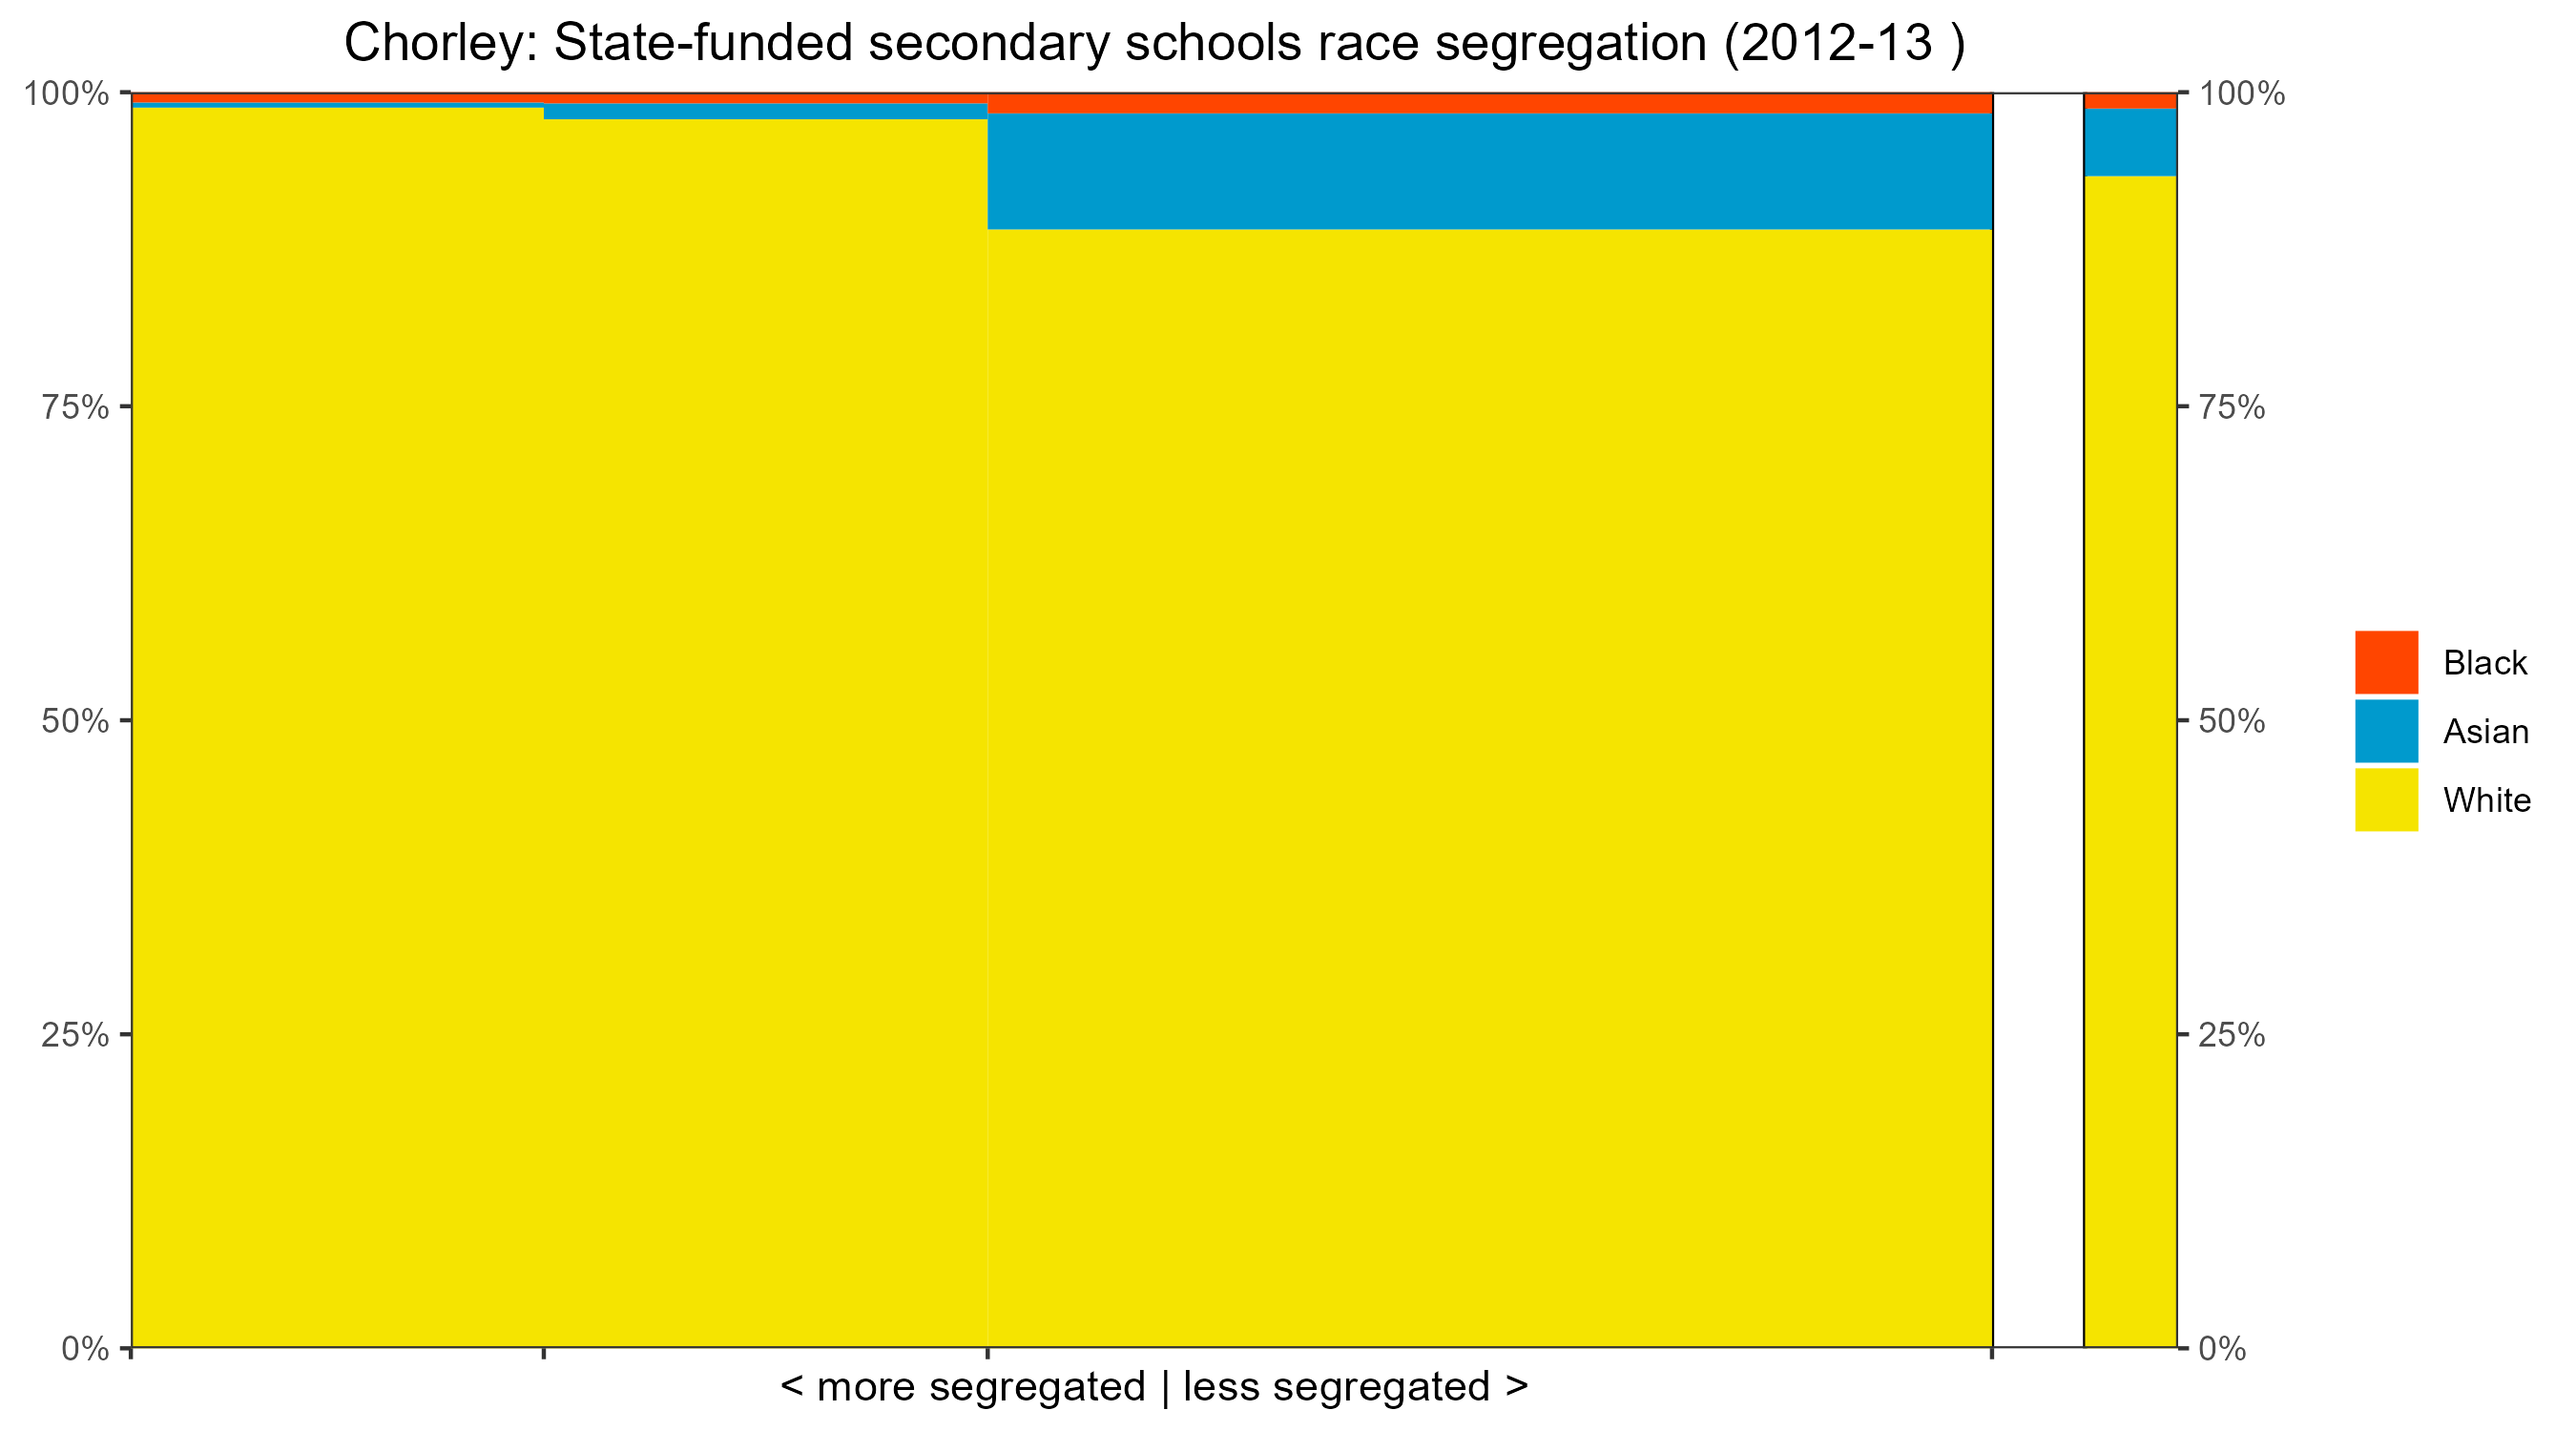 Chorley: State-funded secondary schools race segregation (2012-13 )
100%
75%
50%
25%
0%
100%
75%
50%
25%
0%
Black
Asian
White
< more segregated | less segregated >